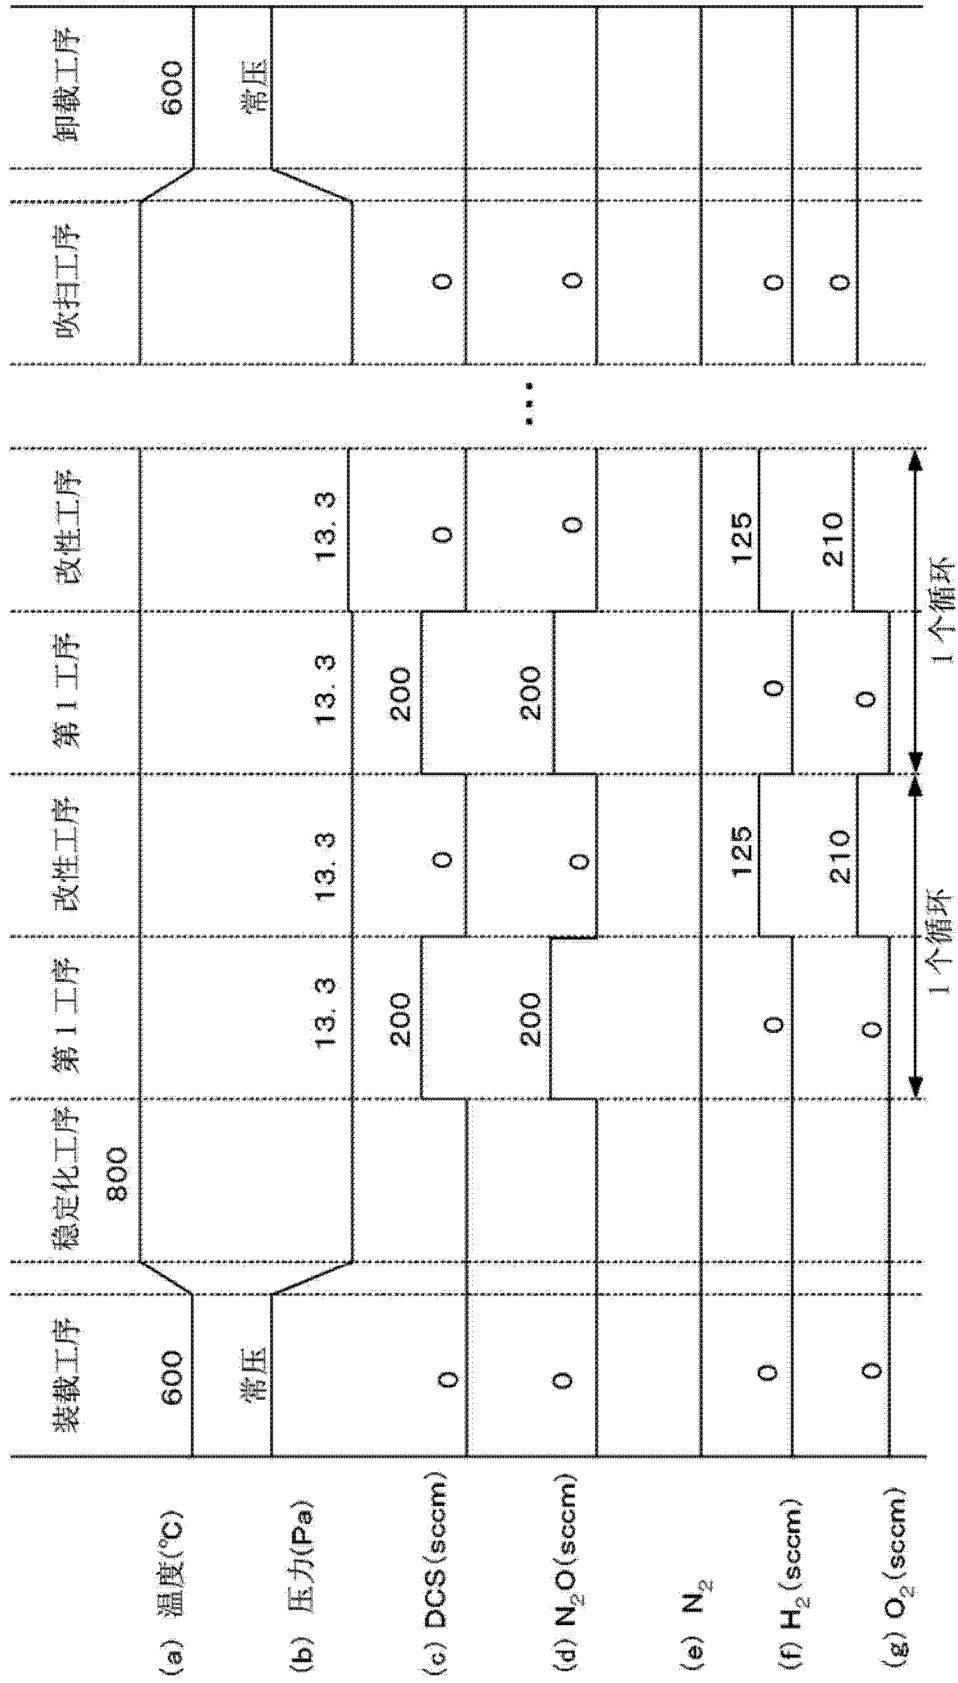 装载工序 稳定化工序 第1工序 改性工序 第1工序 改性工序 吹扫工序 卸载工序
(a) 温度(℃) 600 800 600
(b) 压力(Pa) 常压 13.3 13.3 13.3 13.3 常压
(c) DCS(sccm) 0 200 0 200 0 0
(d) N₂O(sccm) 0 200 0 200 0 0
...
(e) N₂
(f) H₂(sccm) 0 0 125 0 125 0
(g) O₂(sccm) 0 0 210 0 210 0
1个循环 1个循环